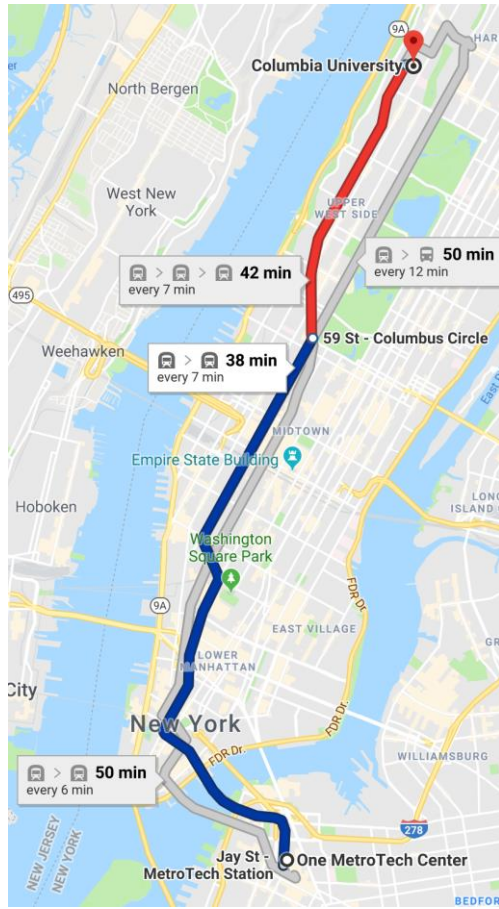 9A
HAR
Columbia University
North Bergen
West New
York
UPPER
WEST SIDE
50 min
every 12 min
42 min
every 7 min
495
59 St - Columbus Circle
Weehawken
38 min
every 7 min
MIDTOWN
East R
Empire State Building
LONG
ISLAND C
Hoboken
Washington
Square Park
FDR Dr.
9A
EAST VILLAGE
GR
LOWER
MANHATTAN
City
New York
FDR Dr.
WILLIAMSBURG
50 min
every 6 min
278
NEW JERSEY
NEW YORK
Jay St -
MetroTech Station
One MetroTech Center
BEDFOR